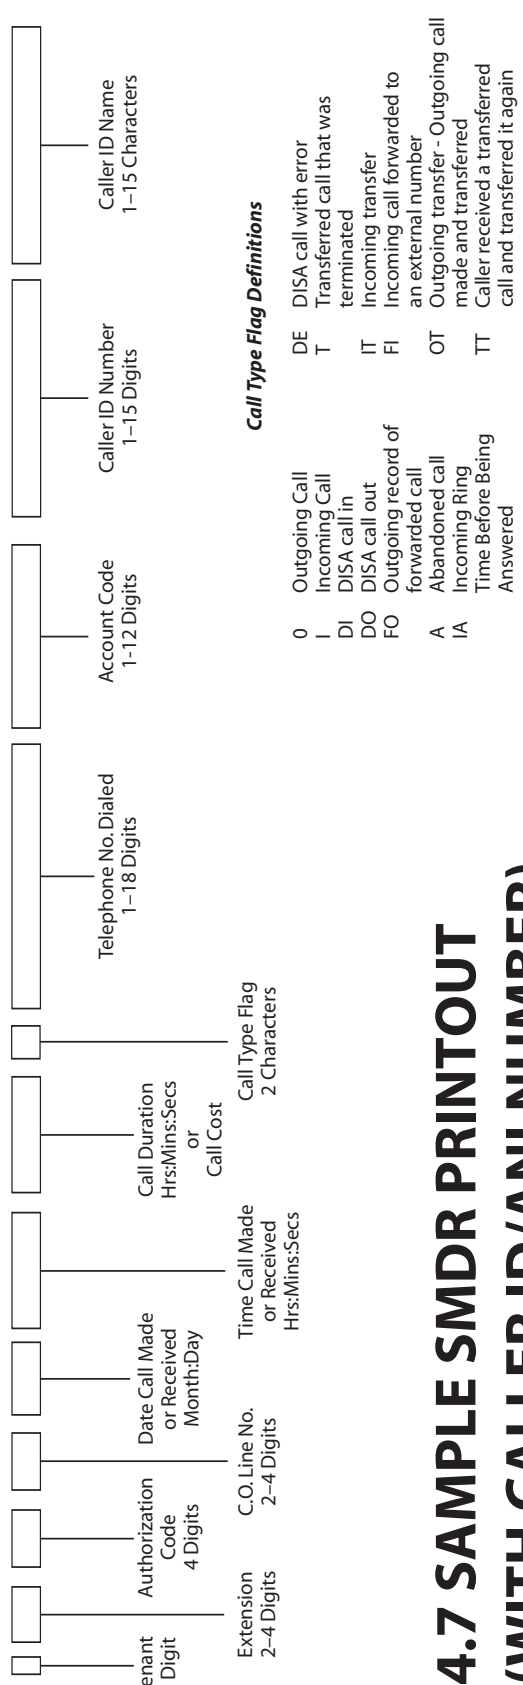 enant
Digit
Extension
2–4 Digits
Authorization
Code
4 Digits
C.O. Line No.
2–4 Digits
Date Call Made
or Received
Month:Day
Time Call Made
or Received
Hrs:Mins:Secs
Call Duration
Hrs:Mins:Secs
or
Call Cost
Call Type Flag
2 Characters
Telephone No. Dialed
1–18 Digits
Account Code
1-12 Digits
Caller ID Number
1–15 Digits
Caller ID Name
1–15 Characters
Call Type Flag Definitions
0 Outgoing Call
I Incoming Call
DI DISA call in
DO DISA call out
FO Outgoing record of
forwarded call
A Abandoned call
IA Incoming Ring
Time Before Being
Answered
DE DISA call with error
T Transferred call that was
terminated
IT Incoming transfer
FI Incoming call forwarded to
an external number
OT Outgoing transfer - Outgoing call
made and transferred
TT Caller received a transferred
call and transferred it again
4.7 SAMPLE SMDR PRINTOUT
(WITH CALLER ID/ANI NUMBER)